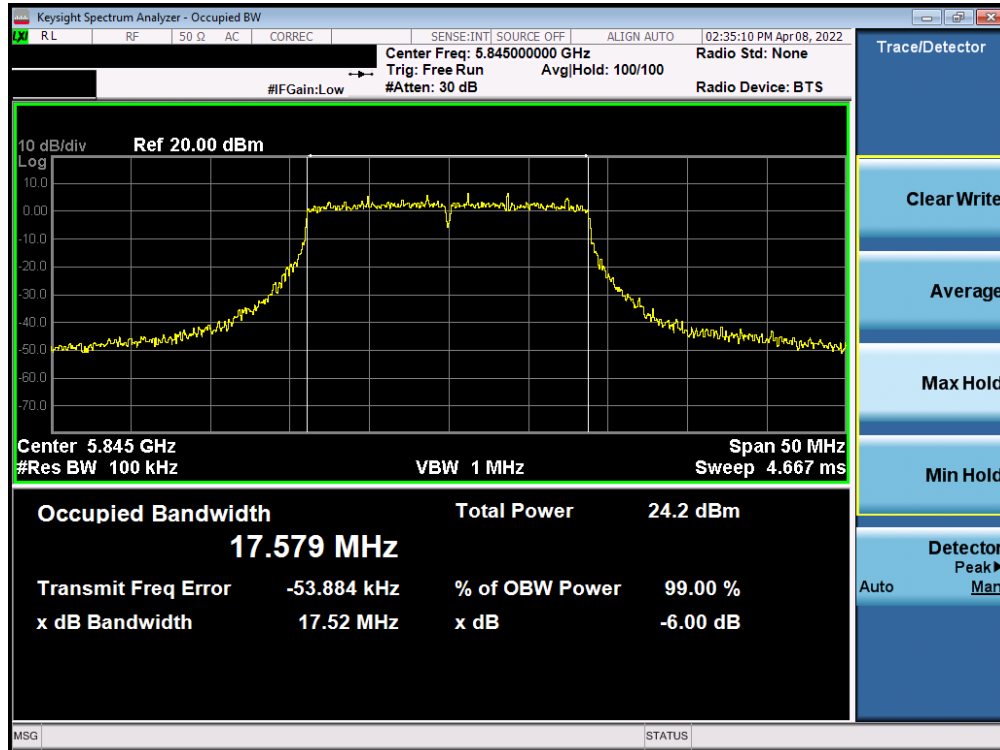 Keysight Spectrum Analyzer - Occupied BW
LXI RL RF 50 Ω AC CORREC SENSE:INT SOURCE OFF ALIGN AUTO 02:35:10 PM Apr 08, 2022
Center Freq: 5.845000000 GHz Radio Std: None
Trig: Free Run Avg|Hold: 100/100
#IFGain:Low #Atten: 30 dB Radio Device: BTS
Trace/Detector
10 dB/div Ref 20.00 dBm
Log
10.0
0.00
-10.0
-20.0
-30.0
-40.0
-50.0
-60.0
-70.0
Center 5.845 GHz Span 50 MHz
#Res BW 100 kHz VBW 1 MHz Sweep 4.667 ms
Occupied Bandwidth Total Power 24.2 dBm
17.579 MHz
Transmit Freq Error -53.884 kHz % of OBW Power 99.00 %
x dB Bandwidth 17.52 MHz x dB -6.00 dB
Clear Write
Average
Max Hold
Min Hold
Detector
Peak▶
Auto Man
MSG STATUS